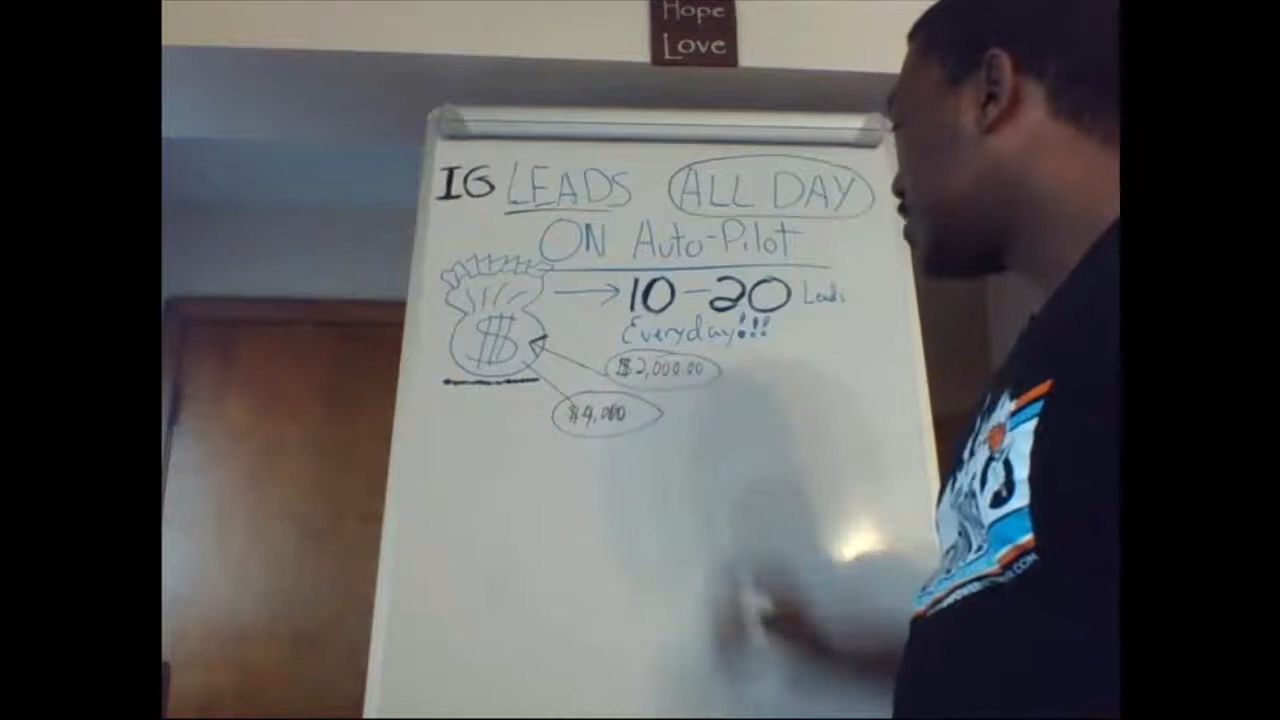 Hope
Love
IG LEADS ALL DAY
ON Auto-Pilot
10-20 Leads
Everyday!!!
$
$2,000.00
$4,000